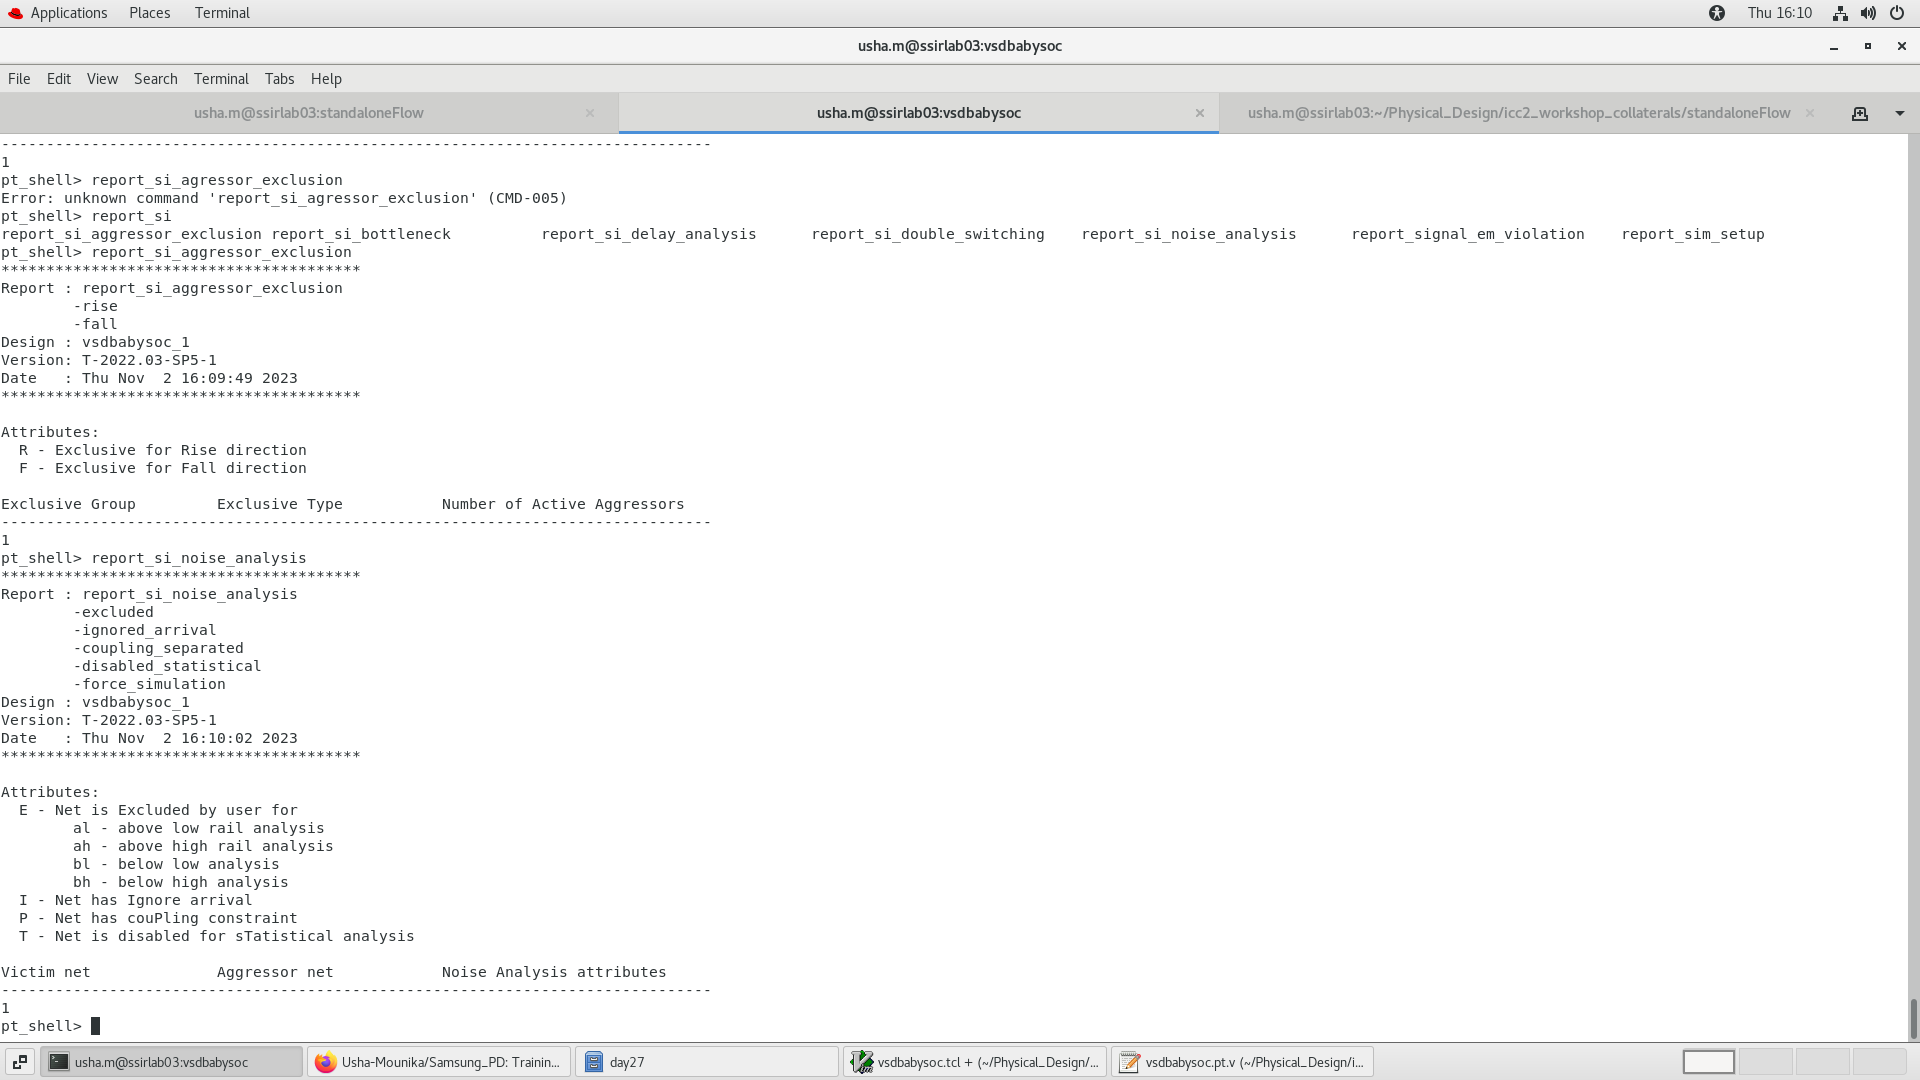 Applications Places Terminal Thu 16:10
usha.m@ssirlab03:vsdbabysoc
File Edit View Search Terminal Tabs Help
usha.m@ssirlab03:standaloneFlow usha.m@ssirlab03:vsdbabysoc usha.m@ssirlab03:~/Physical_Design/icc2_workshop_collaterals/standaloneFlow
-------------------------------------------------------------------------------
1
pt_shell> report_si_agressor_exclusion
Error: unknown command 'report_si_agressor_exclusion' (CMD-005)
pt_shell> report_si
report_si_aggressor_exclusion report_si_bottleneck          report_si_delay_analysis      report_si_double_switching    report_si_noise_analysis      report_signal_em_violation    report_sim_setup
pt_shell> report_si_aggressor_exclusion
****************************************
Report : report_si_aggressor_exclusion
        -rise
        -fall
Design : vsdbabysoc_1
Version: T-2022.03-SP5-1
Date   : Thu Nov  2 16:09:49 2023
****************************************
Attributes:
  R - Exclusive for Rise direction
  F - Exclusive for Fall direction
Exclusive Group         Exclusive Type           Number of Active Aggressors
-------------------------------------------------------------------------------
1
pt_shell> report_si_noise_analysis
****************************************
Report : report_si_noise_analysis
        -excluded
        -ignored_arrival
        -coupling_separated
        -disabled_statistical
        -force_simulation
Design : vsdbabysoc_1
Version: T-2022.03-SP5-1
Date   : Thu Nov  2 16:10:02 2023
****************************************
Attributes:
  E - Net is Excluded by user for
        al - above low rail analysis
        ah - above high rail analysis
        bl - below low analysis
        bh - below high analysis
  I - Net has Ignore arrival
  P - Net has couPling constraint
  T - Net is disabled for sTatistical analysis
Victim net              Aggressor net            Noise Analysis attributes
-------------------------------------------------------------------------------
1
pt_shell>
usha.m@ssirlab03:vsdbabysoc Usha-Mounika/Samsung_PD: Trainin... day27 vsdbabysoc.tcl + (~/Physical_Design/... vsdbabysoc.pt.v (~/Physical_Design/i...